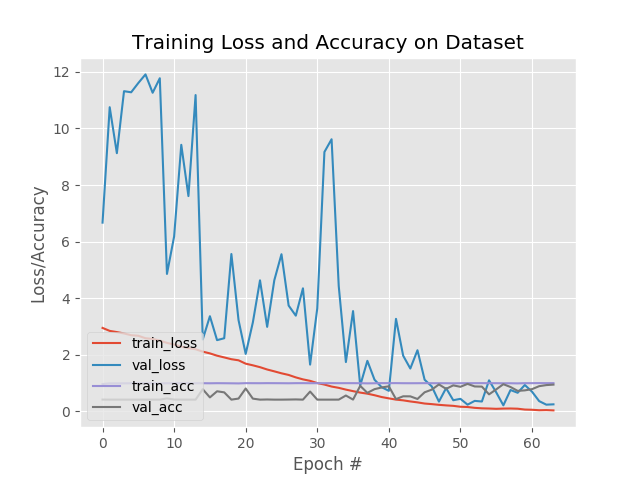 Training Loss and Accuracy on Dataset
12
10
8
6
4
2
0
Loss/Accuracy
train_loss
val_loss
train_acc
val_acc
0 10 20 30 40 50 60
Epoch #